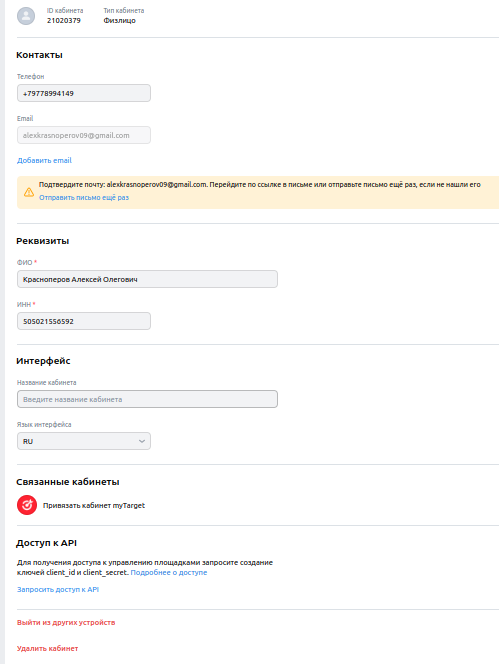 ID кабинета
Тип кабинета
21020379
Физлицо
Контакты
Телефон
+79778994149
Email
alexkrasnoperov09@gmail.com
Добавить email
Подтвердите почту: alexkrasnoperov09@gmail.com. Перейдите по ссылке в письме или отправьте письмо ещё раз, если не нашли его
Отправить письмо ещё раз
Реквизиты
ФИО *
Красноперов Алексей Олегович
ИНН *
505021556592
Интерфейс
Название кабинета
Введите название кабинета
Язык интерфейса
RU
Связанные кабинеты
Привязать кабинет myTarget
Доступ к API
Для получения доступа к управлению площадками запросите создание
ключей client_id и client_secret. Подробнее о доступе
Запросить доступ к API
Выйти из других устройств
Удалить кабинет